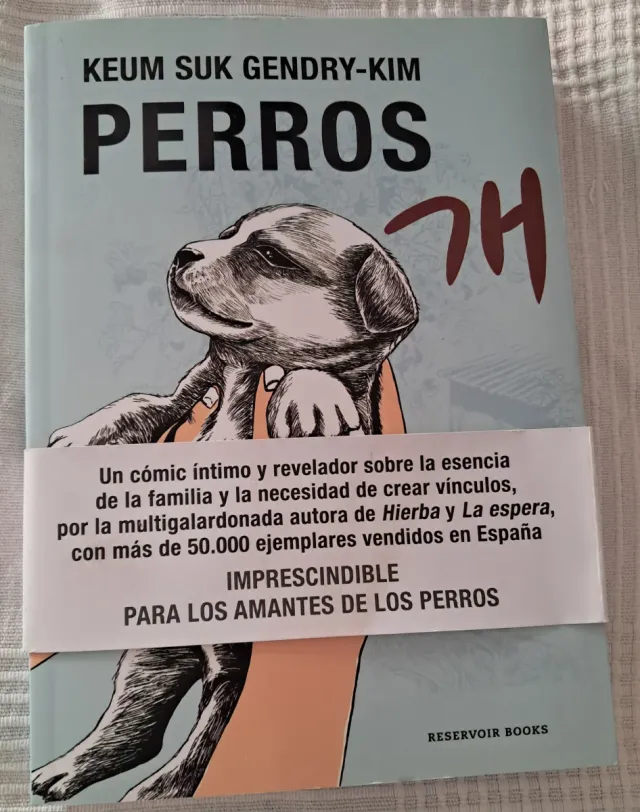 KEUM SUK GENDRY-KIM
PERROS
개
Un cómic íntimo y revelador sobre la esencia
de la familia y la necesidad de crear vínculos,
por la multigalardonada autora de Hierba y La espera,
con más de 50.000 ejemplares vendidos en España
IMPRESCINDIBLE
PARA LOS AMANTES DE LOS PERROS
RESERVOIR BOOKS